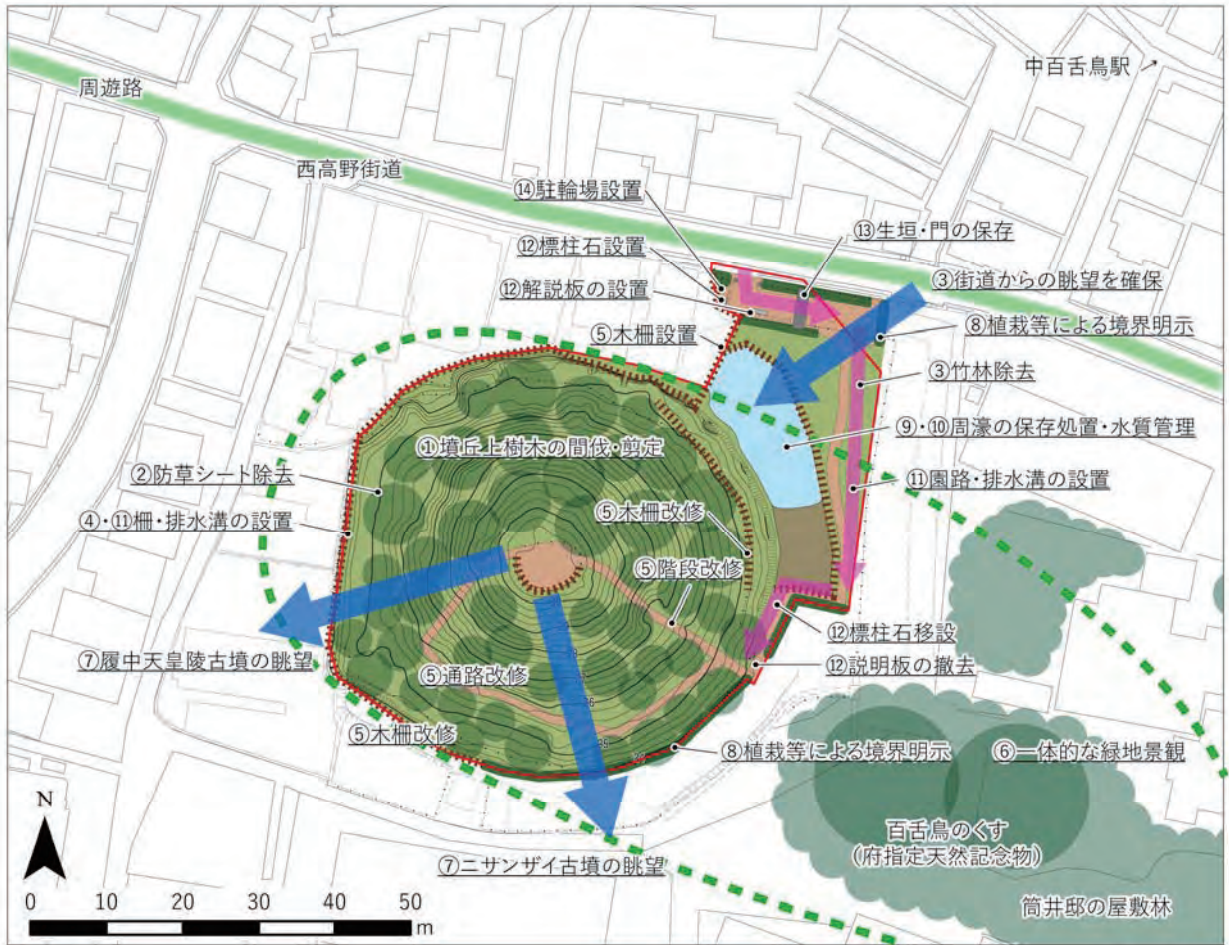 中百舌鳥駅
周遊路
西高野街道
⑭駐輪場設置
⑬生垣・門の保存
⑫標柱石設置
③街道からの眺望を確保
⑫解説板の設置
⑧植栽等による境界明示
⑤木柵設置
③竹林除去
⑨・⑩周濠の保存処置・水質管理
①墳丘上樹木の間伐・剪定
②防草シート除去
⑪園路・排水溝の設置
④・⑪柵・排水溝の設置
⑤木柵改修
⑤階段改修
⑫標柱石移設
⑦履中天皇陵古墳の眺望
⑫説明板の撤去
⑤通路改修
⑤木柵改修
⑧植栽等による境界明示
⑥一体的な緑地景観
百舌鳥のくす
(府指定天然記念物)
⑦ニサンザイ古墳の眺望
筒井邸の屋敷林
N
0 10 20 30 40 50
m